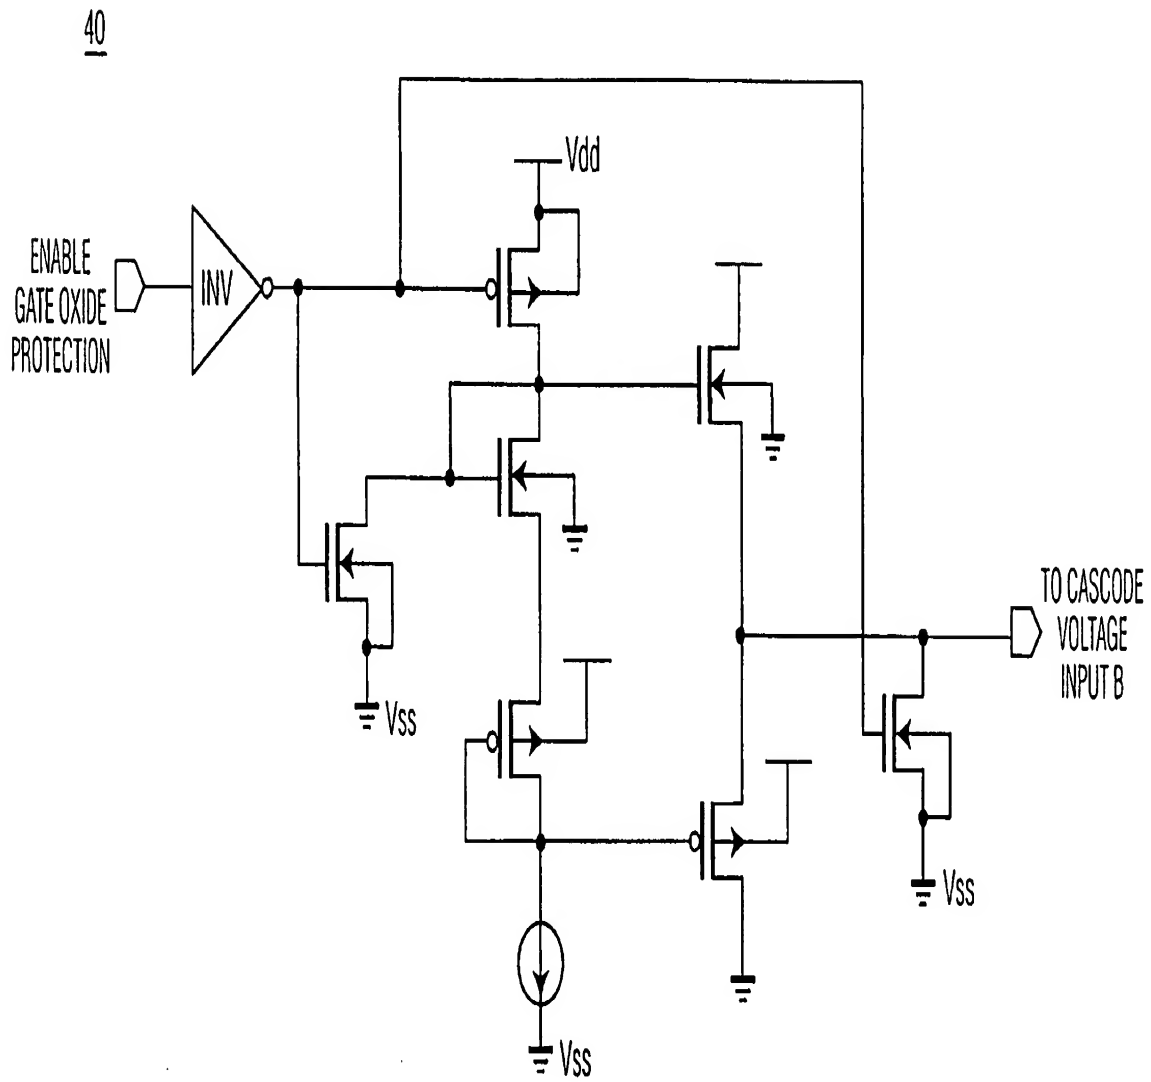 40
Vdd
ENABLE
GATE OXIDE
PROTECTION
INV
TO CASCODE
VOLTAGE
INPUT B
Vss
Vss
Vss